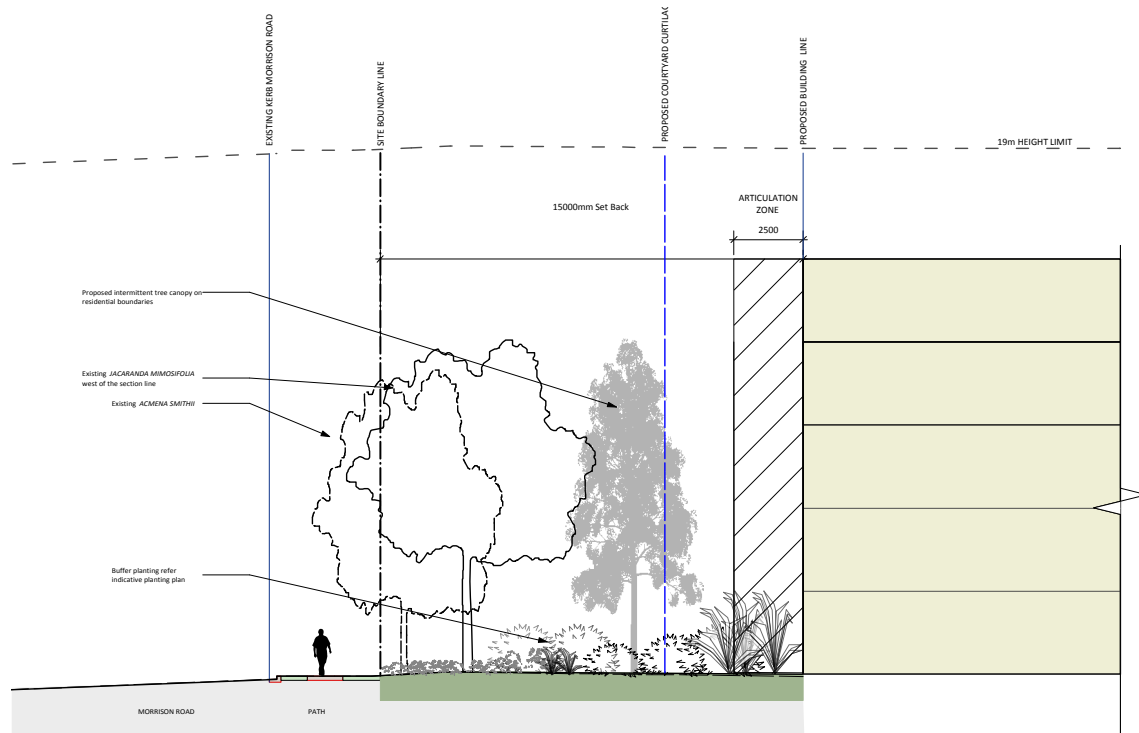 EXISTING KERB MORRISON ROAD
SITE BOUNDARY LINE
PROPOSED COURTYARD CURTILAC
PROPOSED BUILDING LINE
19m HEIGHT LIMIT
15000mm Set Back
ARTICULATION
ZONE
2500
Proposed intermittent tree canopy on
residential boundaries
Existing JACARANDA MIMOSIFOLIA
west of the section line
Existing ACMENA SMITHII
Buffer planting refer
indicative planting plan
MORRISON ROAD
PATH